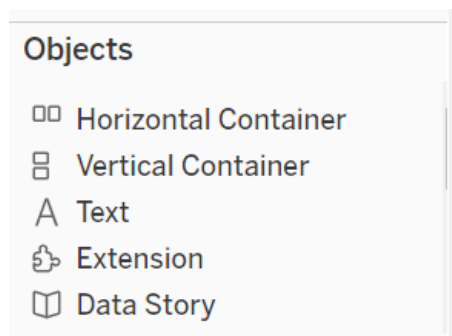 Objects
Horizontal Container
Vertical Container
Text
Extension
Data Story